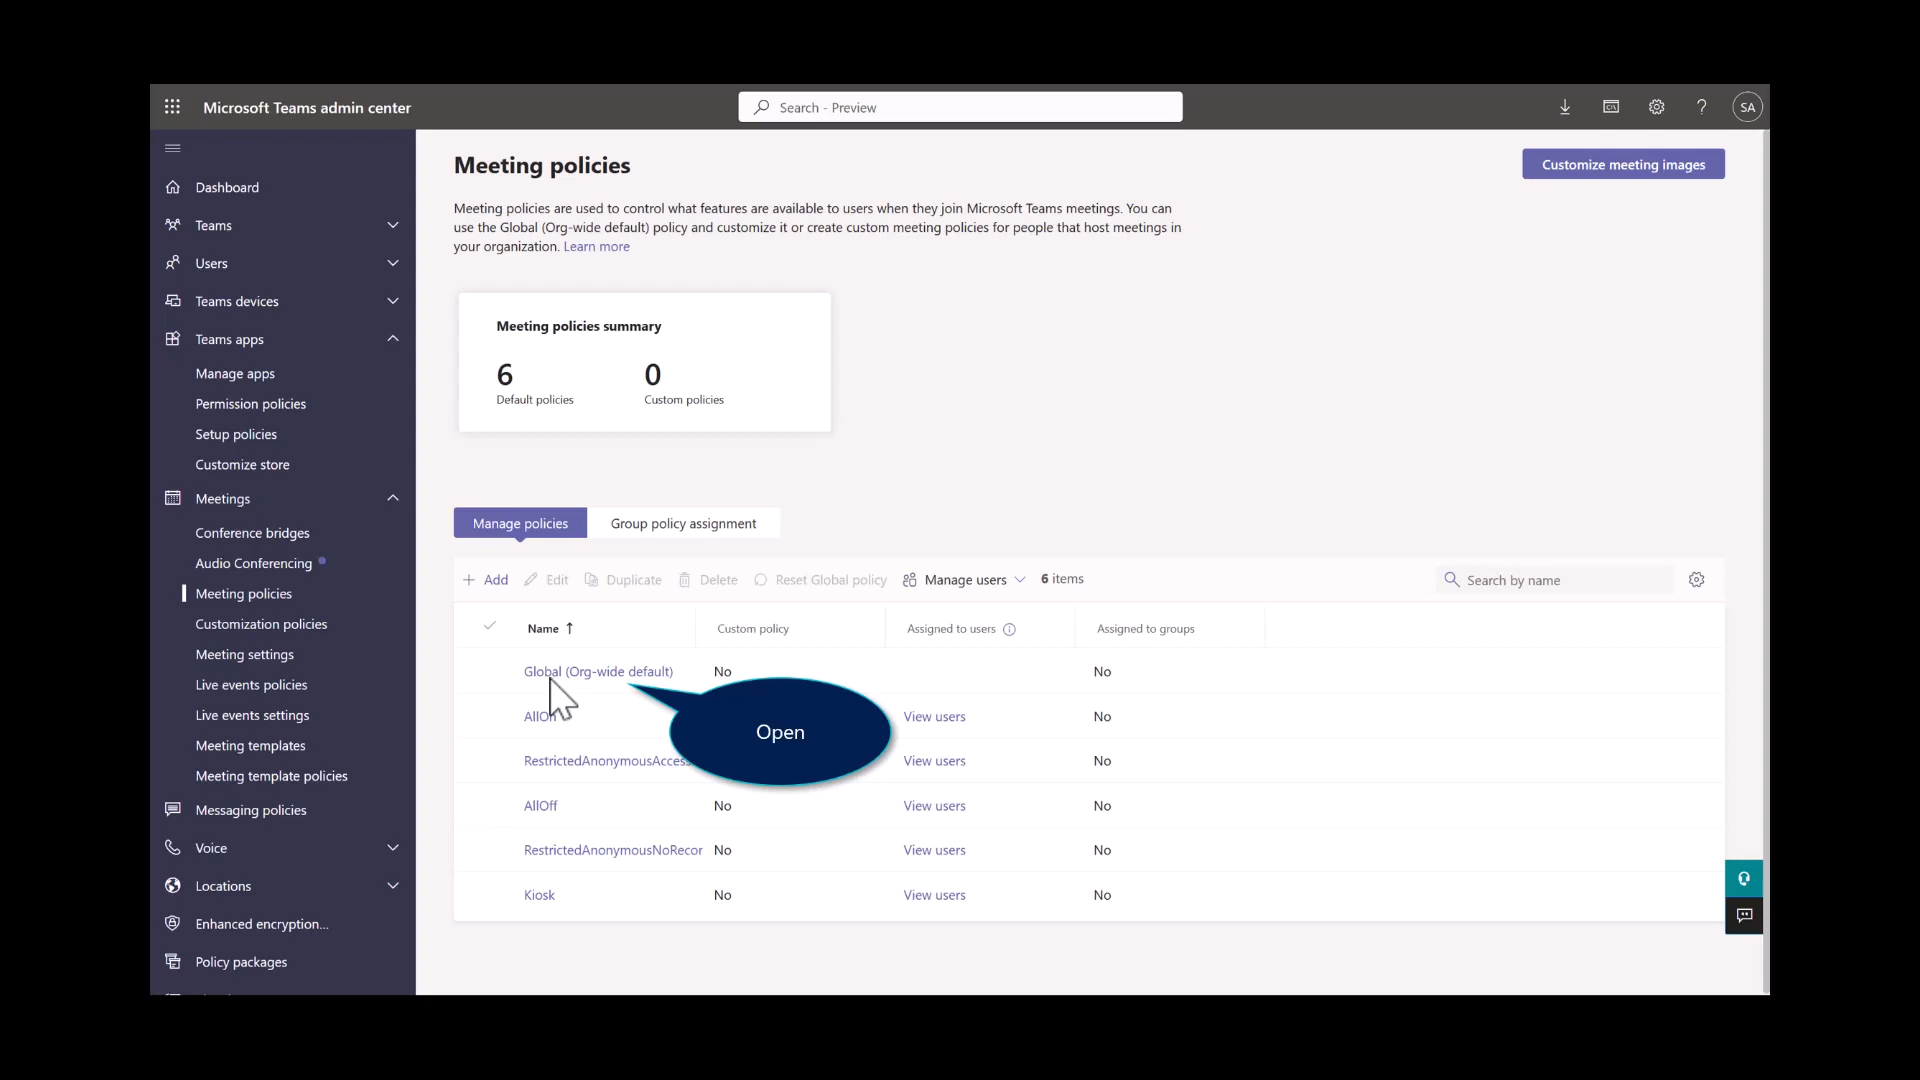 Microsoft Teams admin center
Search - Preview
SA
Dashboard
Teams
Users
Teams devices
Teams apps
Manage apps
Permission policies
Setup policies
Customize store
Meetings
Conference bridges
Audio Conferencing
Meeting policies
Customization policies
Meeting settings
Live events policies
Live events settings
Meeting templates
Meeting template policies
Messaging policies
Voice
Locations
Enhanced encryption...
Policy packages
Meeting policies
Customize meeting images
Meeting policies are used to control what features are available to users when they join Microsoft Teams meetings. You can
use the Global (Org-wide default) policy and customize it or create custom meeting policies for people that host meetings in
your organization. Learn more
Meeting policies summary
6 0
Default policies Custom policies
Manage policies Group policy assignment
Add Edit Duplicate Delete Reset Global policy Manage users 6 items Search by name
Name ↑ Custom policy Assigned to users Assigned to groups
Global (Org-wide default) No No
Open
View users No
RestrictedAnonymousAccess View users No
AllOff No View users No
RestrictedAnonymousNoRecor No View users No
Kiosk No View users No